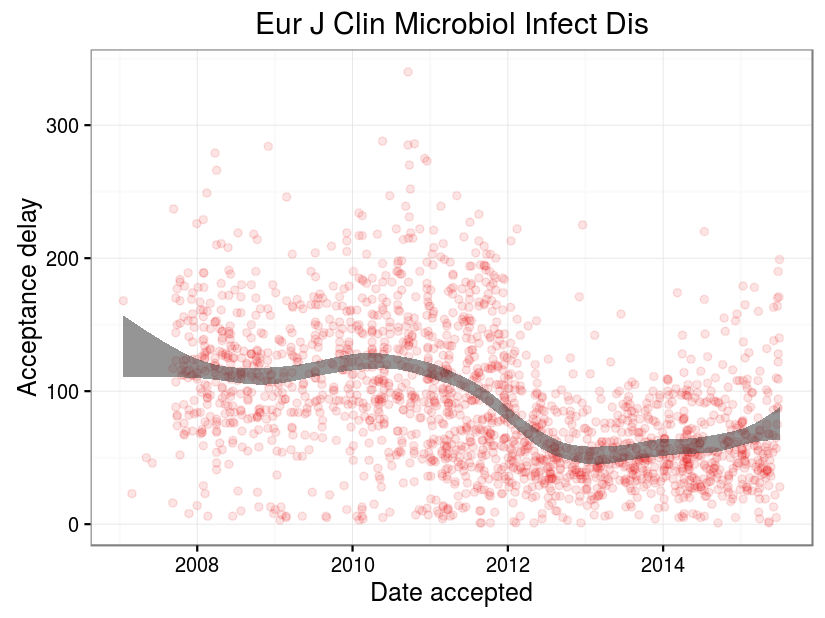 Eur J Clin Microbiol Infect Dis
Acceptance delay
300
200
100
0
2008 2010 2012 2014
Date accepted